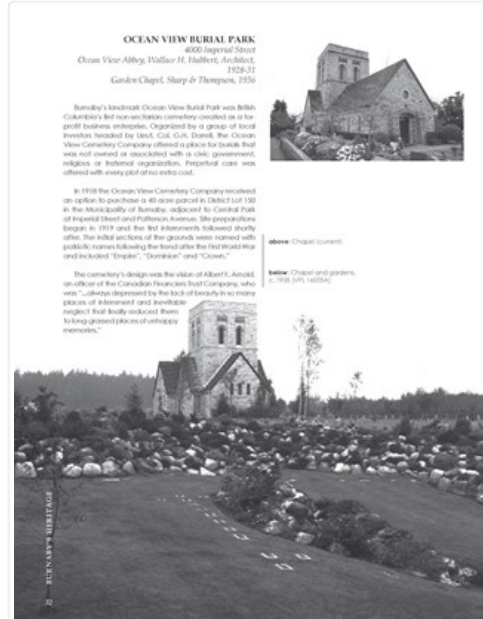 OCEAN VIEW BURIAL PARK
4000 Imperial Street
Ocean View Abbey, Wallace H. Hubbert, Architect,
1928-31
Garden Chapel, Sharp & Thompson, 1936
Burnaby's landmark Ocean View Burial Park was British
Columbia's first non-sectarian cemetery created as a for-
profit business enterprise. Organized by a group of local
investors headed by Lieut. Col. G.H. Dorrell, the Ocean
View Cemetery Company offered a place for burials that
was not owned or associated with a civic government,
religious or fraternal organization. Perpetual care was
offered with every plot at no extra cost.
In 1918 the Ocean View Cemetery Company received
an option to purchase a 40 acre parcel in District Lot 150
in the Municipality of Burnaby, adjacent to Central Park
at Imperial Street and Patterson Avenue. Site preparations
began in 1919 and the first interments followed shortly
after. The initial sections of the grounds were named with
patriotic names following the trend after the First World War
and included "Empire", "Dominion" and "Crown."
The cemetery's design was the vision of Albert F. Arnold,
an officer of the Canadian Financiers Trust Company, who
was "...always depressed by the lack of beauty in so many
places of internment and inevitable
neglect that finally reduced them
to long-grassed places of unhappy
memories."
above: Chapel (current)
below: Chapel and gardens,
c. 1935 (VPL
BURNABY'S HERITAGE